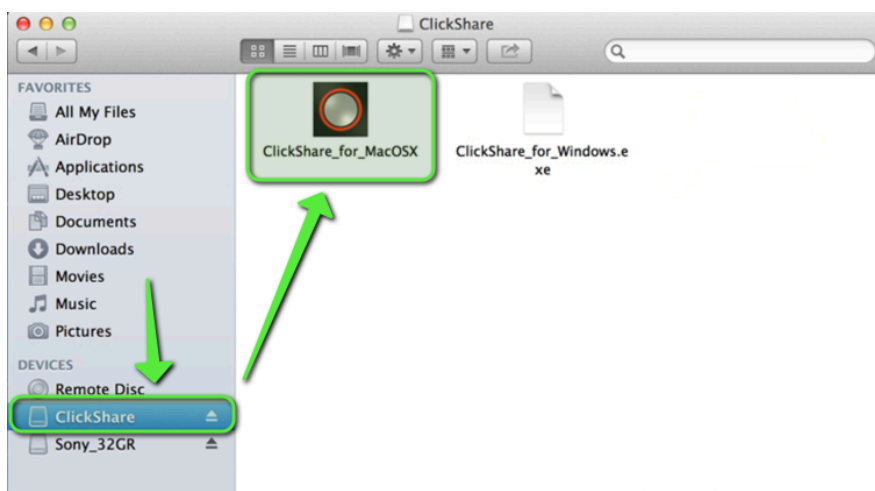 ClickShare
FAVORITES
All My Files
AirDrop
Applications
Desktop
Documents
Downloads
Movies
Music
Pictures
DEVICES
Remote Disc
ClickShare
Sony_32GR
ClickShare_for_MacOSX
ClickShare_for_Windows.e
xe